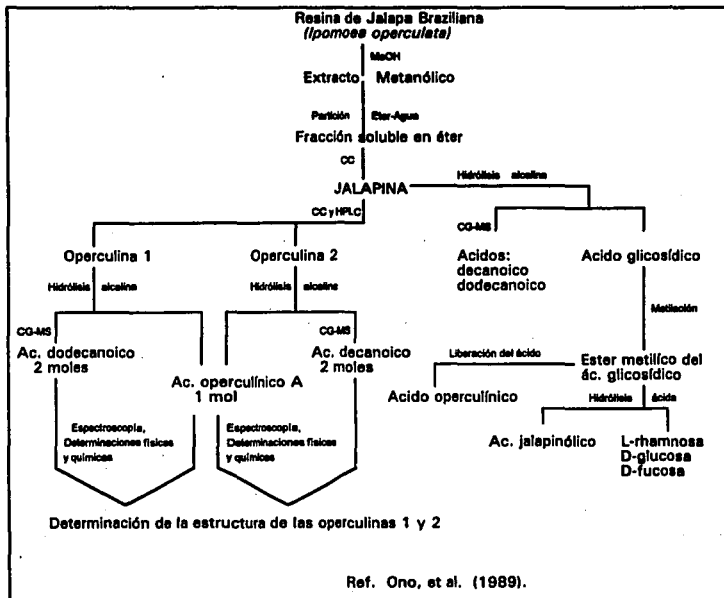 Resina de Jalapa Braziliana
(Ipomoea operculata)
MeOH
Extracto Metanólico
Partición Eter-Agua
Fracción soluble en éter
CC
JALAPINA
Hidrólisis alcalina
CC y HPLC
CG-MS
Operculina 1
Operculina 2
Acidos:
decanoico
dodecanoico
Acido glicosídico
Hidrólisis alcalina
Hidrólisis alcalina
Metilación
CG-MS
Ac. dodecanoico
2 moles
CG-MS
Ac. decanoico
2 moles
Ac. operculínico A
1 mol
Liberación del ácido
Ester metilíco del
ác. glicosídico
Acido operculínico
Hidrólisis ácida
Espectroscopía,
Determinaciones físicas
y químicas
Espectroscopía,
Determinaciones físicas
y químicas
Ac. jalapinólico
L-rhamnosa
D-glucosa
D-fucosa
Determinación de la estructura de las operculinas 1 y 2
Ref. Ono, et al. (1989).